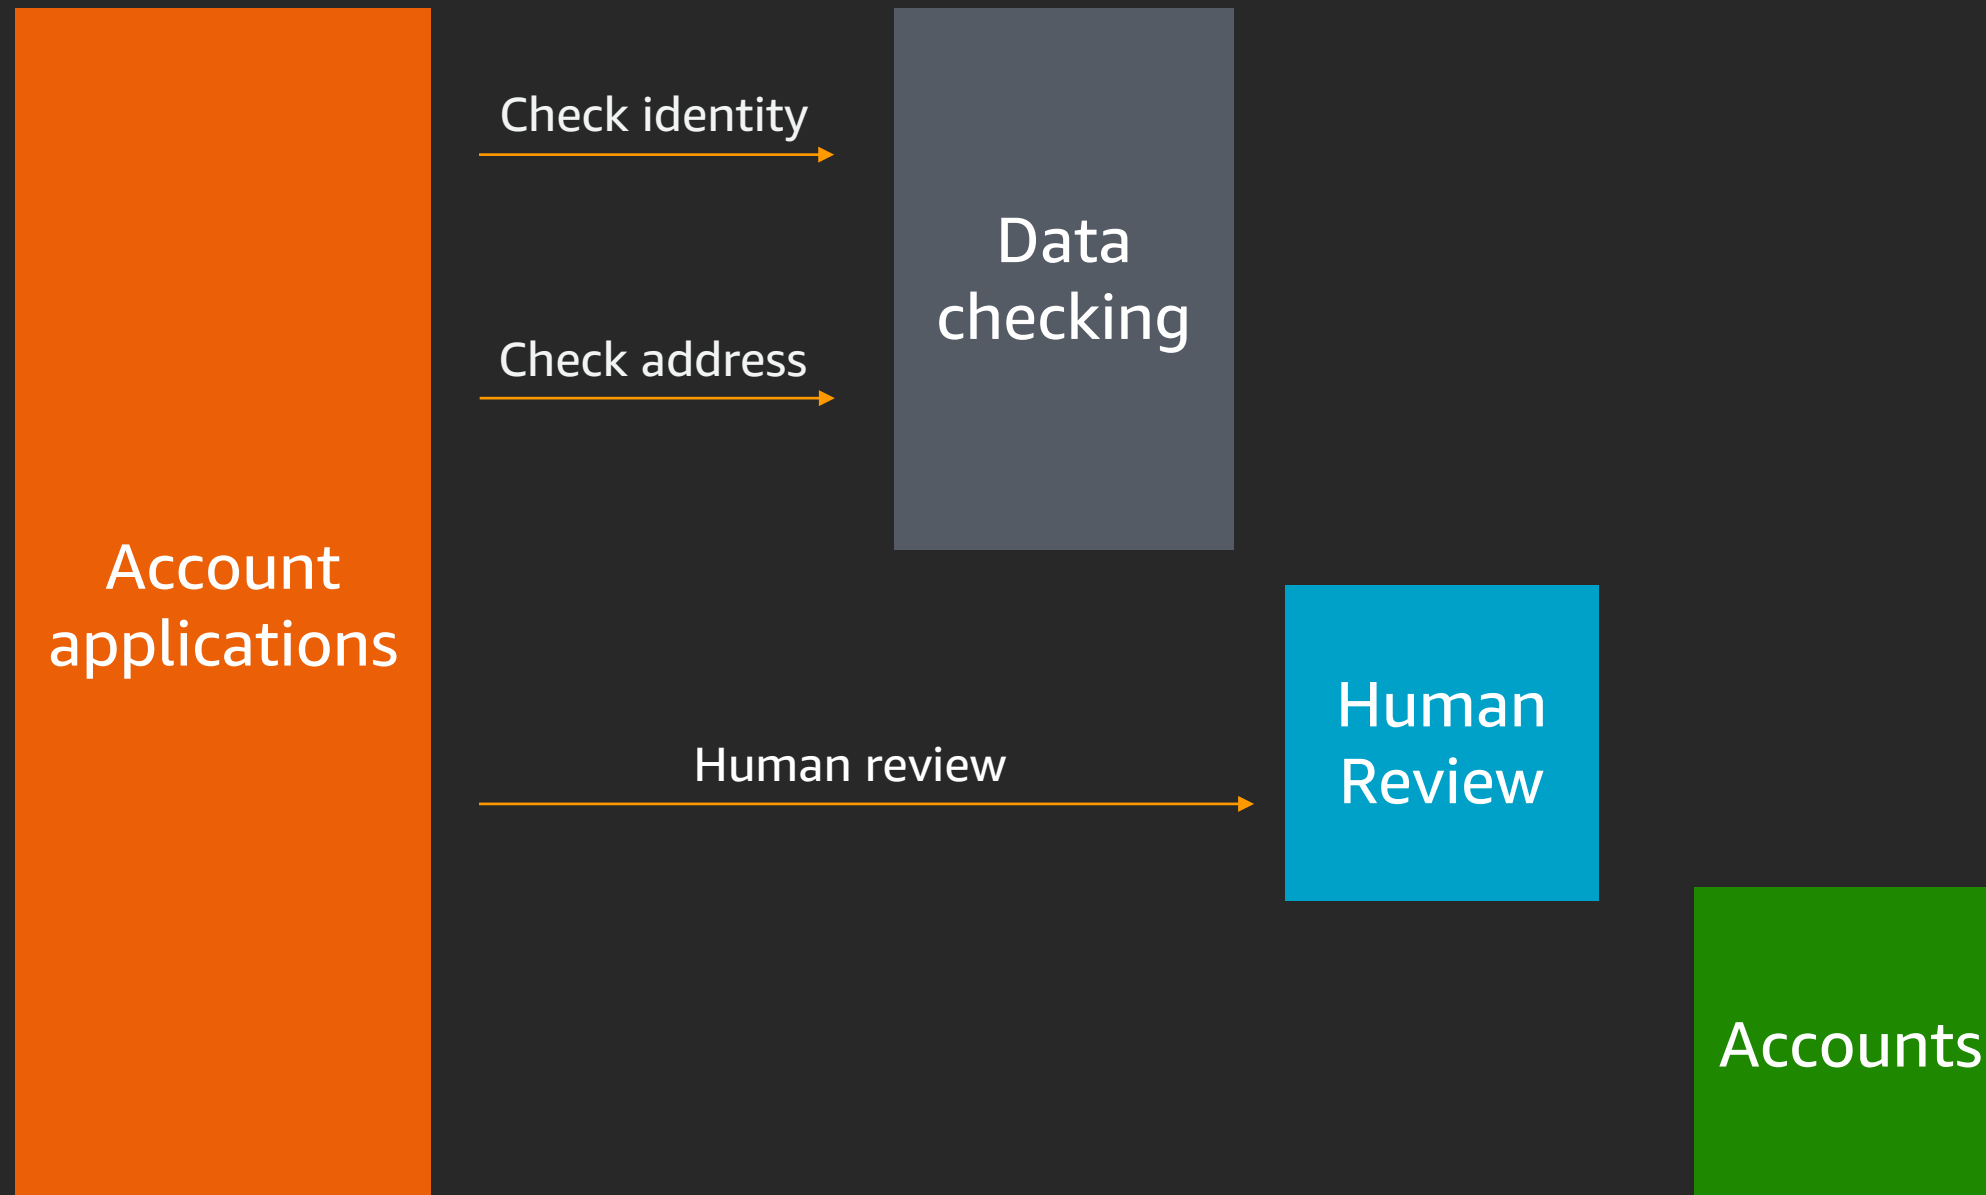 Check identity
Data
checking
Check address
Account
applications
Human
Review
Human review
Accounts